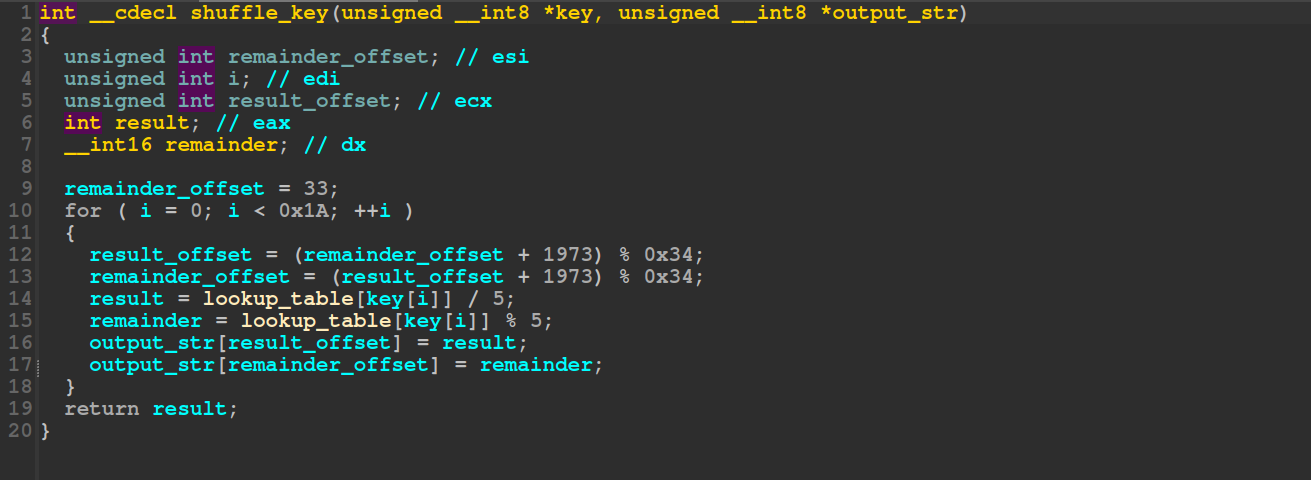 1 int __cdecl shuffle_key(unsigned __int8 *key, unsigned __int8 *output_str)
2 {
3   unsigned int remainder_offset; // esi
4   unsigned int i; // edi
5   unsigned int result_offset; // ecx
6   int result; // eax
7   __int16 remainder; // dx
8
9   remainder_offset = 33;
10   for ( i = 0; i < 0x1A; ++i )
11   {
12     result_offset = (remainder_offset + 1973) % 0x34;
13     remainder_offset = (result_offset + 1973) % 0x34;
14     result = lookup_table[key[i]] / 5;
15     remainder = lookup_table[key[i]] % 5;
16     output_str[result_offset] = result;
17     output_str[remainder_offset] = remainder;
18   }
19   return result;
20 }